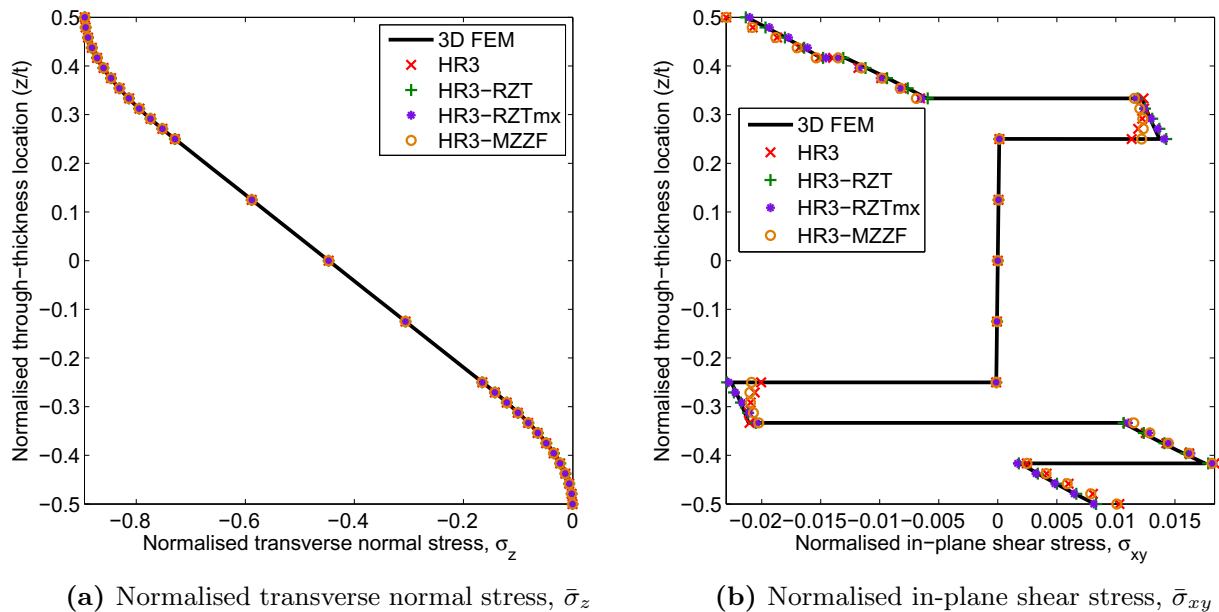 0.5
0.4
0.3
0.2
0.1
0
−0.1
−0.2
−0.3
−0.4
−0.5
Normalised through−thickness location (z/t)
3D FEM
HR3
HR3−RZT
HR3−RZTmx
HR3−MZZF
−0.8
−0.6
−0.4
−0.2
0
Normalised transverse normal stress, σz
(a) Normalised transverse normal stress, σ̄z
0.5
0.4
0.3
0.2
0.1
0
−0.1
−0.2
−0.3
−0.4
−0.5
Normalised through−thickness location (z/t)
3D FEM
HR3
HR3−RZT
HR3−RZTmx
HR3−MZZF
−0.02
−0.015
−0.01
−0.005
0
0.005
0.01
0.015
Normalised in−plane shear stress, σxy
(b) Normalised in-plane shear stress, σ̄xy